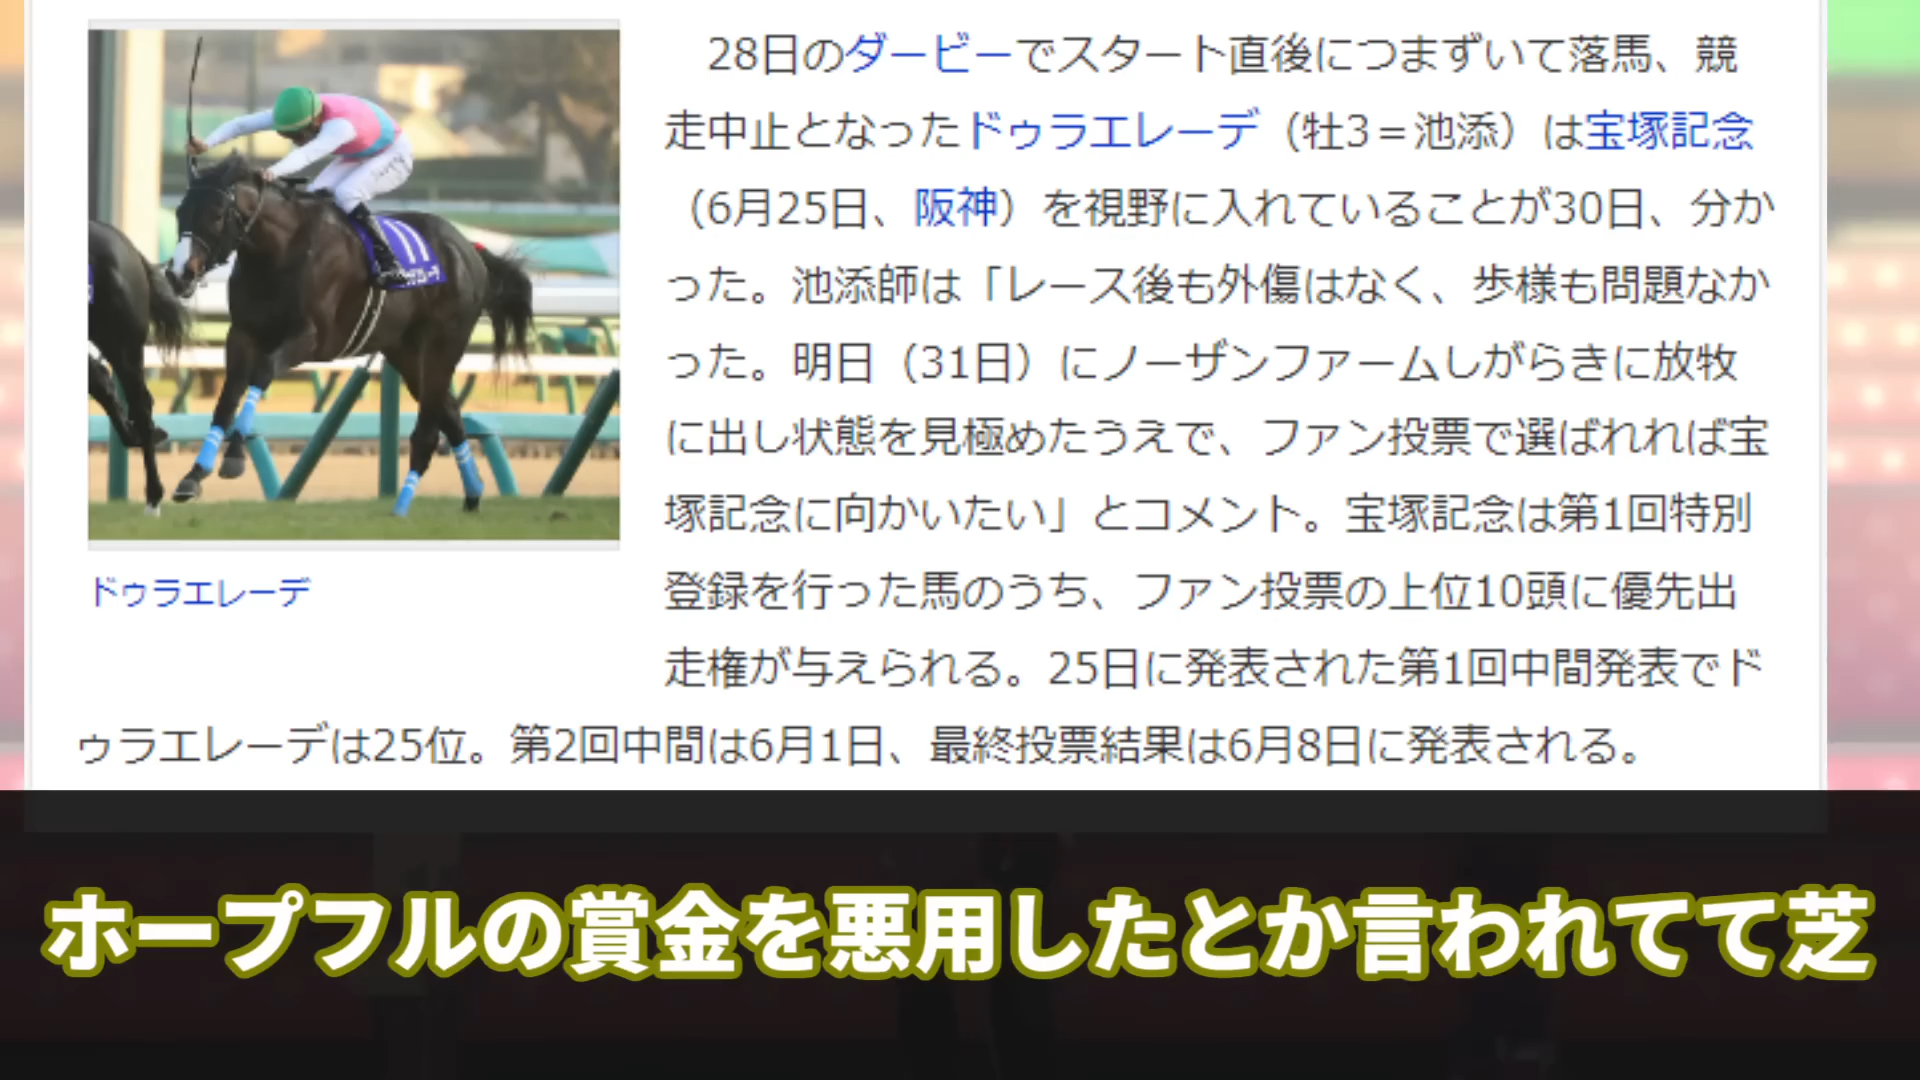 28日のダービーでスタート直後につまずいて落馬、競
走中止となったドゥラエレーデ（牡3＝池添）は宝塚記念
（6月25日、阪神）を視野に入れていることが30日、分か
った。池添師は「レース後も外傷はなく、歩様も問題なか
った。明日（31日）にノーザンファームしがらきに放牧
に出し状態を見極めたうえで、ファン投票で選ばれれば宝
塚記念に向かいたい」とコメント。宝塚記念は第1回特別
登録を行った馬のうち、ファン投票の上位10頭に優先出
走権が与えられる。25日に発表された第1回中間発表でド
ゥラエレーデは25位。第2回中間は6月1日、最終投票結果は6月8日に発表される。
11
ドゥラエレーデ
ホープフルの賞金を悪用したとか言われてて芝